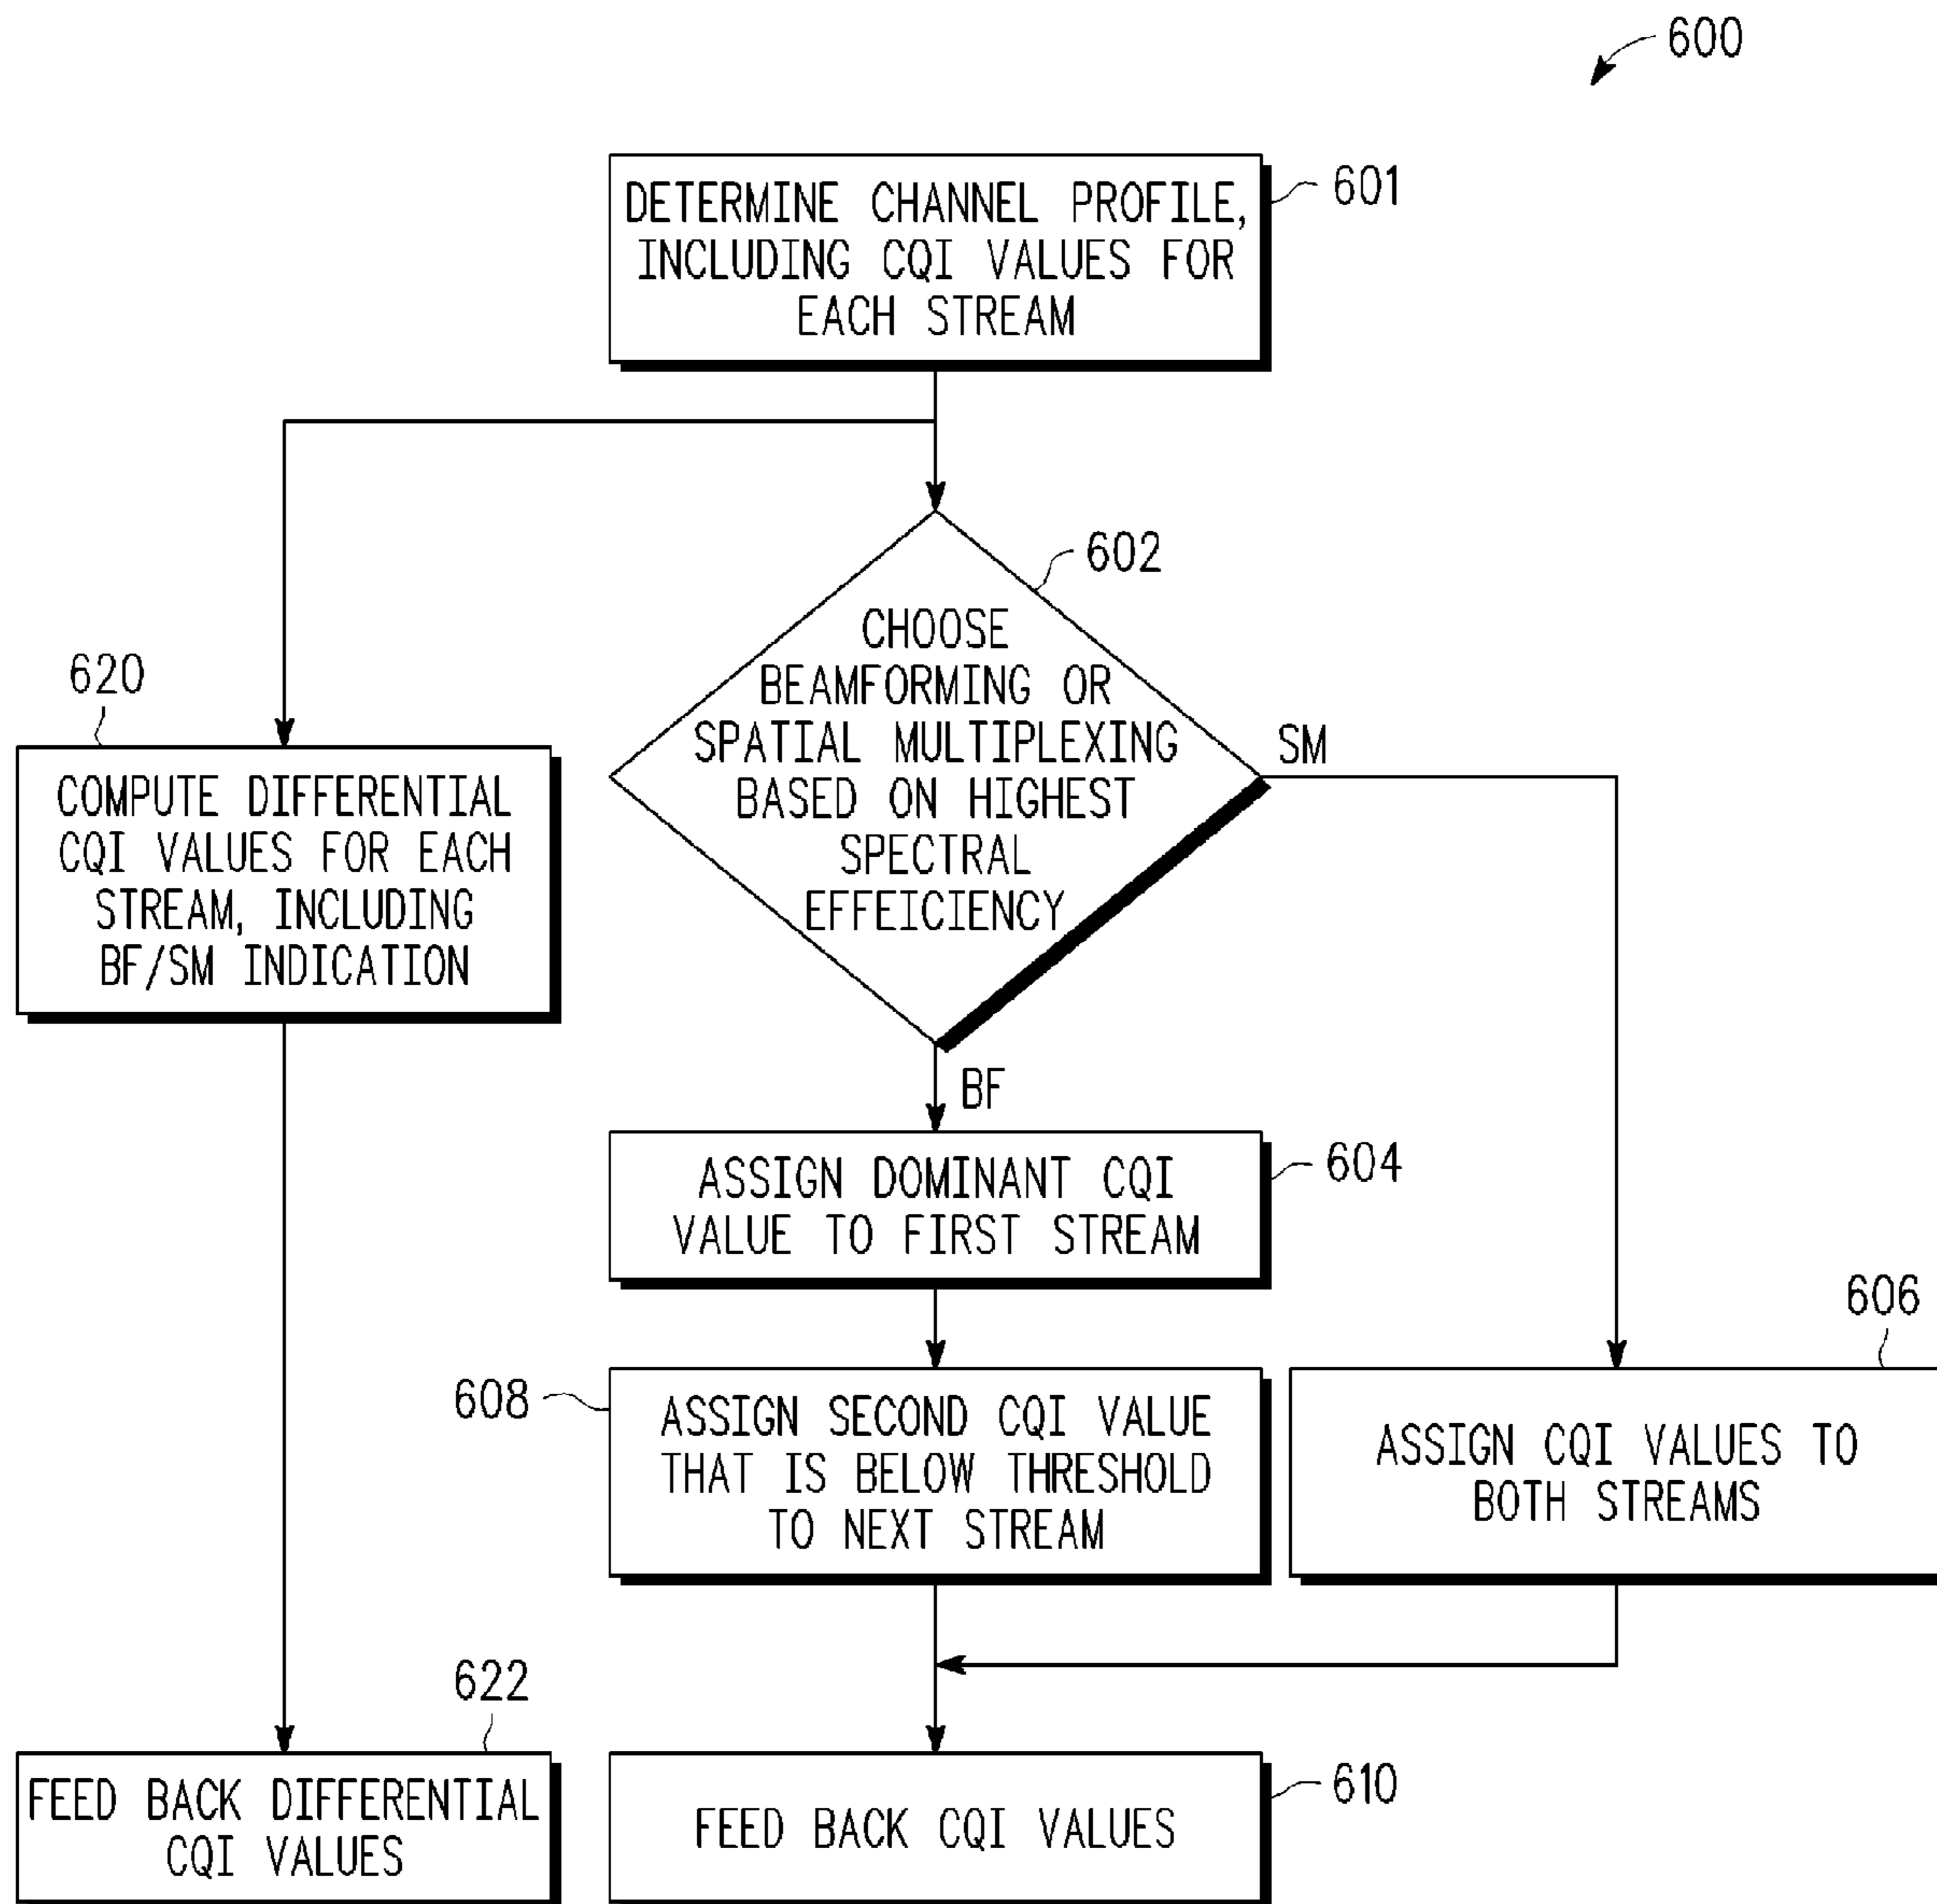 600
DETERMINE CHANNEL PROFILE,
INCLUDING CQI VALUES FOR
EACH STREAM
601
602
CHOOSE
BEAMFORMING OR
SPATIAL MULTIPLEXING
BASED ON HIGHEST
SPECTRAL
EFFEICIENCY
SM
BF
620
COMPUTE DIFFERENTIAL
CQI VALUES FOR EACH
STREAM, INCLUDING
BF/SM INDICATION
ASSIGN DOMINANT CQI
VALUE TO FIRST STREAM
604
606
608
ASSIGN SECOND CQI VALUE
THAT IS BELOW THRESHOLD
TO NEXT STREAM
ASSIGN CQI VALUES TO
BOTH STREAMS
622
FEED BACK DIFFERENTIAL
CQI VALUES
FEED BACK CQI VALUES
610